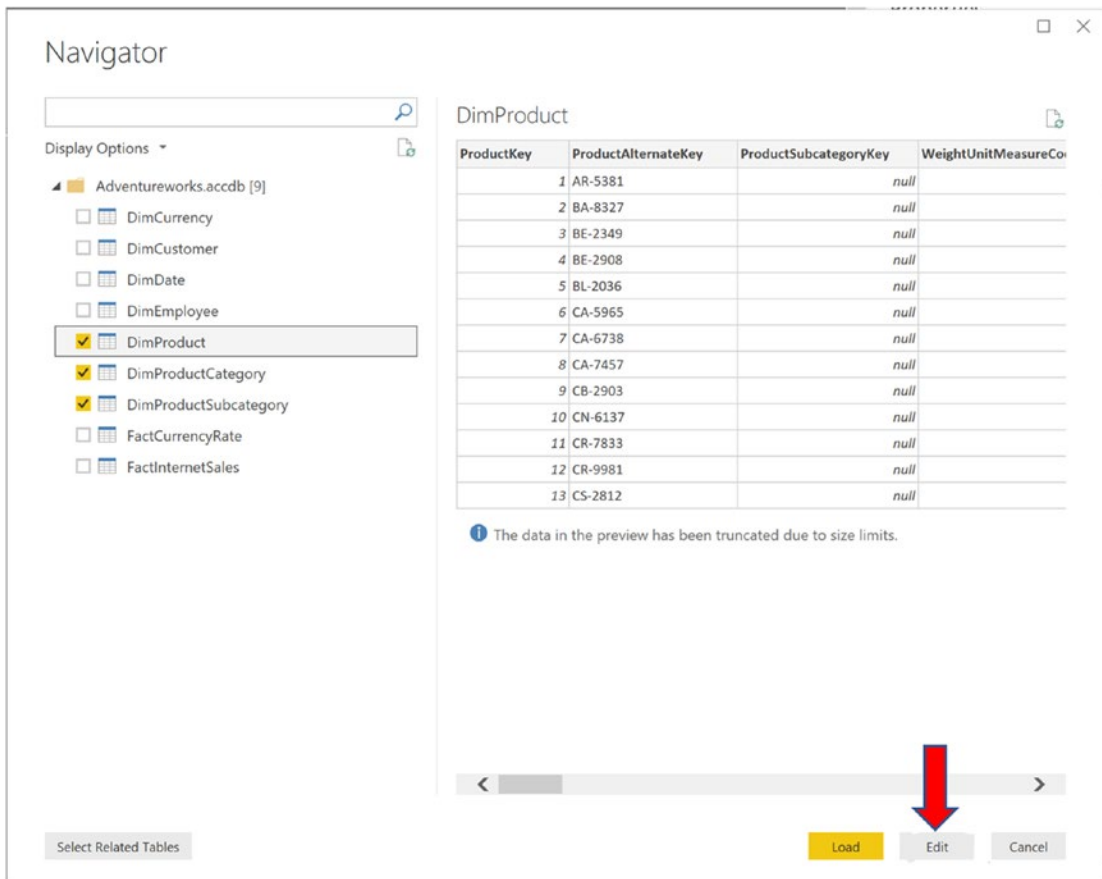 Navigator
Display Options
Adventureworks.accdb [9]
DimCurrency
DimCustomer
DimDate
DimEmployee
DimProduct
DimProductCategory
DimProductSubcategory
FactCurrencyRate
FactInternetSales
DimProduct
ProductKey ProductAlternateKey ProductSubcategoryKey WeightUnitMeasureCo
1 AR-5381 null
2 BA-8327 null
3 BE-2349 null
4 BE-2908 null
5 BL-2036 null
6 CA-5965 null
7 CA-6738 null
8 CA-7457 null
9 CB-2903 null
10 CN-6137 null
11 CR-7833 null
12 CR-9981 null
13 CS-2812 null
The data in the preview has been truncated due to size limits.
Select Related Tables Load Edit Cancel